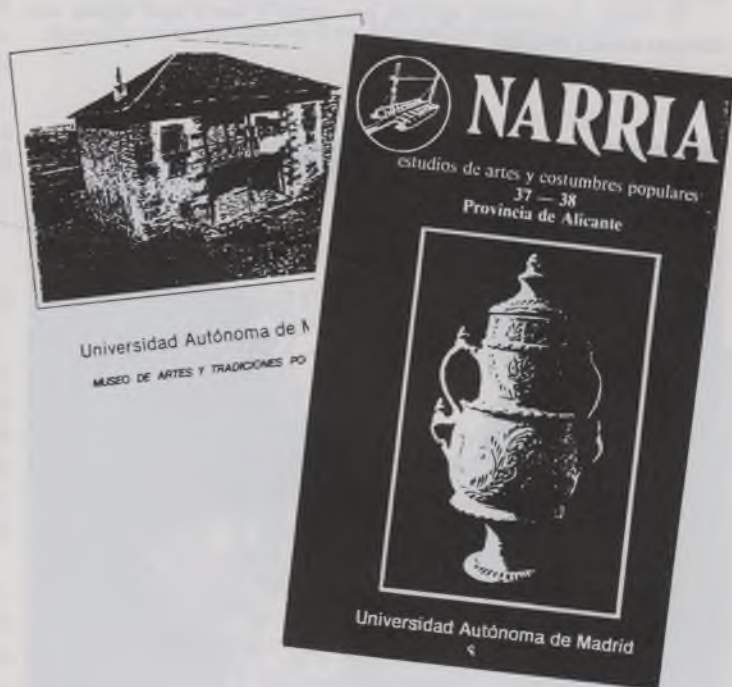 Universidad Autónoma de
MUSEO DE ARTES Y TRADICIONES PO
NARRIA
estudios de artes y costumbres populares
37 — 38
Provincia de Alicante
Universidad Autónoma de Madrid